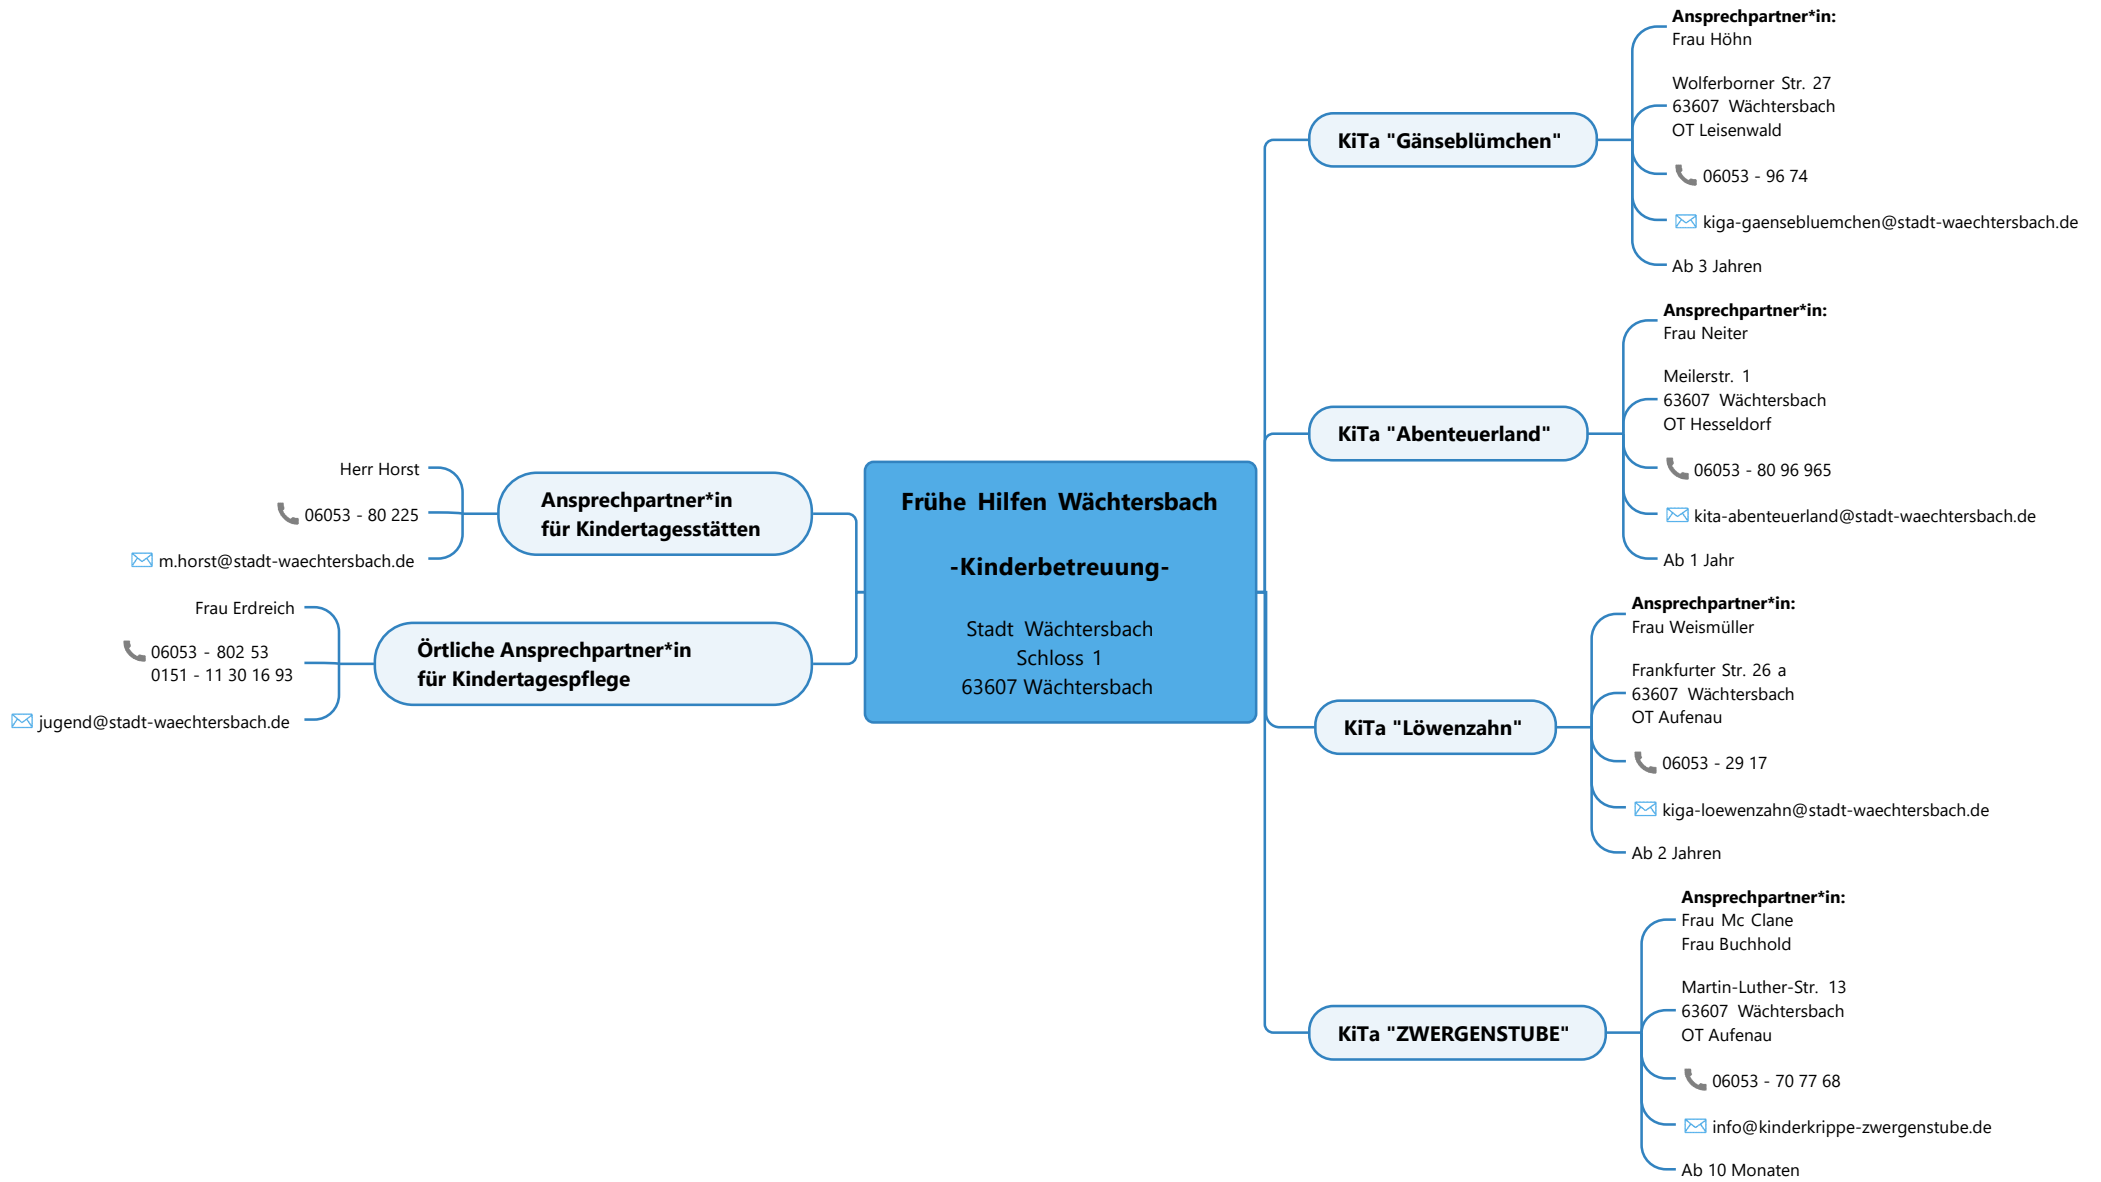 Frühe Hilfen Wächtersbach
-Kinderbetreuung-
Stadt Wächtersbach
Schloss 1
63607 Wächtersbach
Ansprechpartner*in
für Kindertagesstätten
Herr Horst
06053 - 80 225
m.horst@stadt-waechtersbach.de
Örtliche Ansprechpartner*in
für Kindertagespflege
Frau Erdreich
06053 - 802 53
0151 - 11 30 16 93
jugend@stadt-waechtersbach.de
KiTa "Gänseblümchen"
Ansprechpartner*in:
Frau Höhn
Wolferborner Str. 27
63607 Wächtersbach
OT Leisenwald
06053 - 96 74
kiga-gaensebluemchen@stadt-waechtersbach.de
Ab 3 Jahren
KiTa "Abenteuerland"
Ansprechpartner*in:
Frau Neiter
Meilerstr. 1
63607 Wächtersbach
OT Hesseldorf
06053 - 80 96 965
kita-abenteuerland@stadt-waechtersbach.de
Ab 1 Jahr
KiTa "Löwenzahn"
Ansprechpartner*in:
Frau Weismüller
Frankfurter Str. 26 a
63607 Wächtersbach
OT Aufenau
06053 - 29 17
kiga-loewenzahn@stadt-waechtersbach.de
Ab 2 Jahren
KiTa "ZWERGENSTUBE"
Ansprechpartner*in:
Frau Mc Clane
Frau Buchhold
Martin-Luther-Str. 13
63607 Wächtersbach
OT Aufenau
06053 - 70 77 68
info@kinderkrippe-zwergenstube.de
Ab 10 Monaten